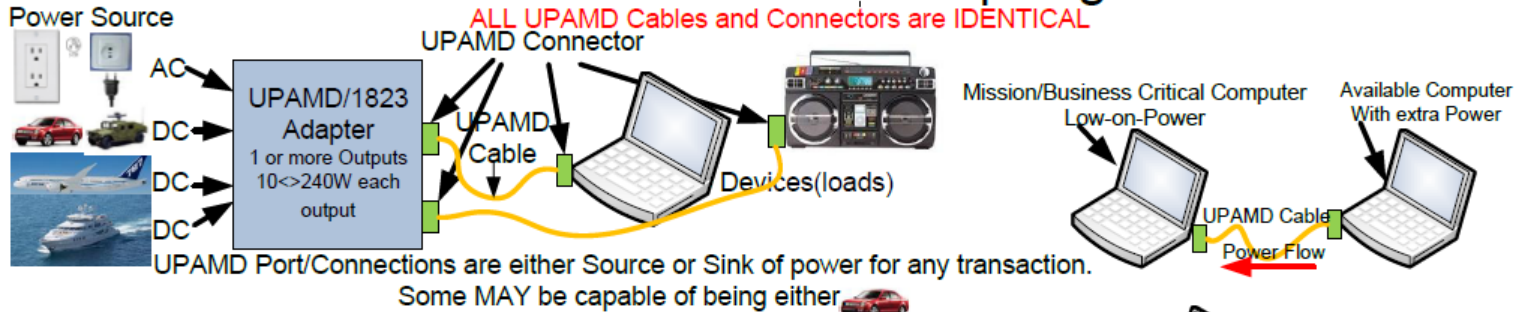 Power Source
ALL UPAMD Cables and Connectors are IDENTICAL
UPAMD Connector
AC
DC
DC
DC
UPAMD/1823
Adapter
1 or more Outputs
10<>240W each
output
UPAMD
Cable
Devices(loads)
Mission/Business Critical Computer
Low-on-Power
Available Computer
With extra Power
UPAMD Cable
Power Flow
UPAMD Port/Connections are either Source or Sink of power for any transaction.
Some MAY be capable of being either